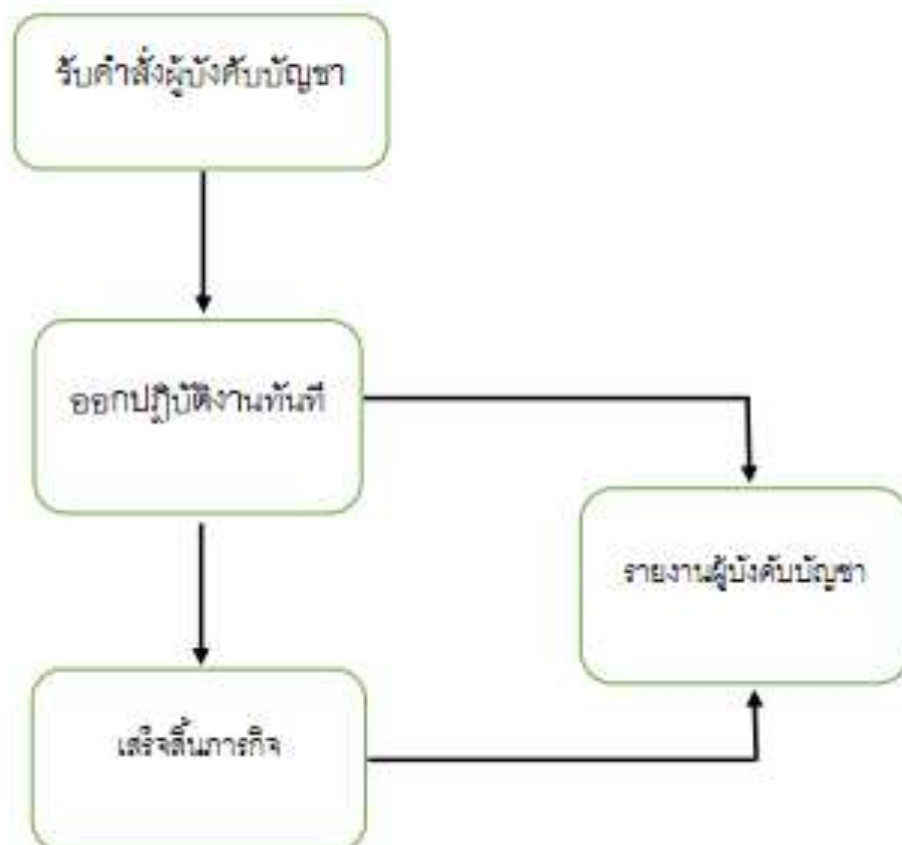 รับคำสั่งผู้บังคับบัญชา
ออกปฏิบัติงานทันที
รายงานผู้บังคับบัญชา
เสร็จสิ้นภารกิจ